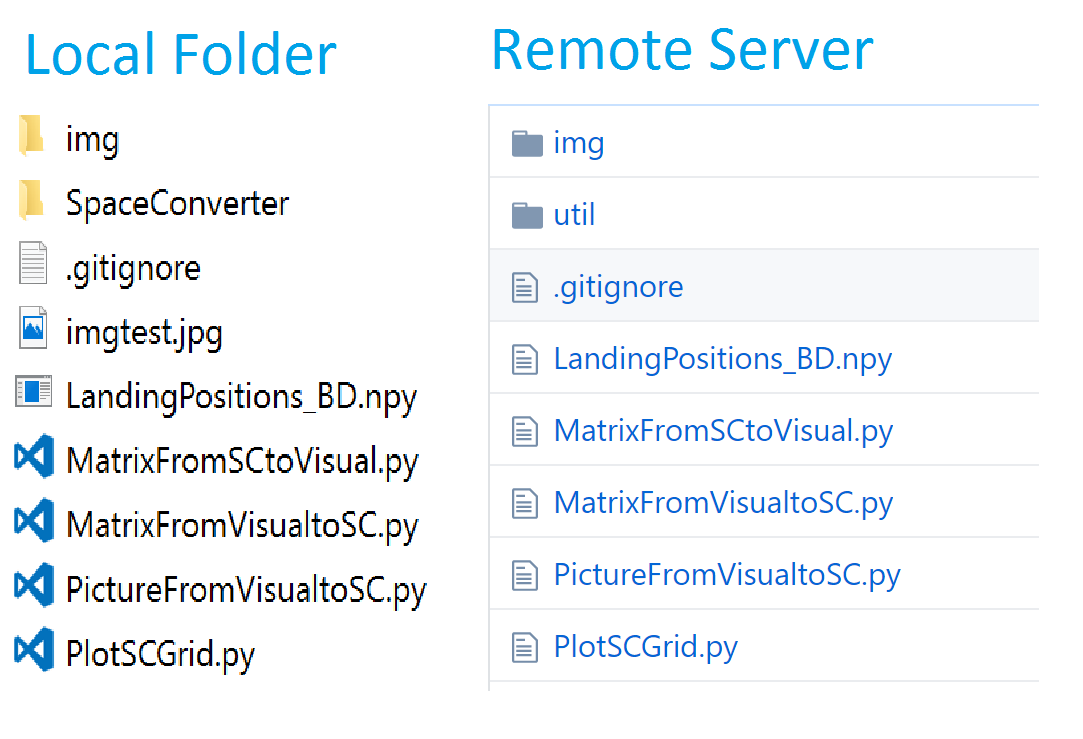 Local Folder
img
SpaceConverter
.gitignore
imgtest.jpg
LandingPositions_BD.npy
MatrixFromSCtoVisual.py
MatrixFromVisualtoSC.py
PictureFromVisualtoSC.py
PlotSCGrid.py
Remote Server
img
util
.gitignore
LandingPositions_BD.npy
MatrixFromSCtoVisual.py
MatrixFromVisualtoSC.py
PictureFromVisualtoSC.py
PlotSCGrid.py